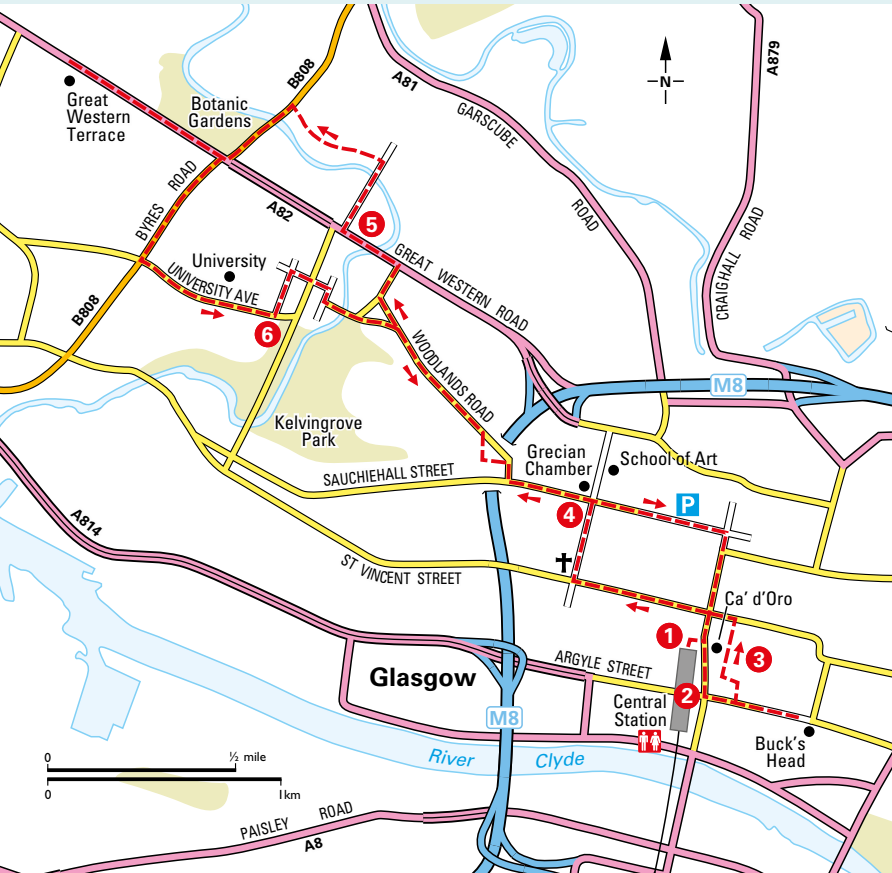 B808
A879
A81
N
GARSCUBE
Great
Western
Terrace
Botanic
Gardens
BYRES ROAD
A82
ROAD
CRAIGHALL ROAD
5
GREAT WESTERN ROAD
University
UNIVERSITY AVE
B808
6
WOODLANDS ROAD
M8
Kelvingrove
Park
Grecian
Chamber
School of Art
SAUCHIEHALL STREET
P
4
A814
ST VINCENT STREET
Ca' d'Oro
1
3
ARGYLE STREET
Glasgow
2
Central
Station
M8
Buck's
Head
River Clyde
0 ½ mile
0 1km
PAISLEY ROAD
A8